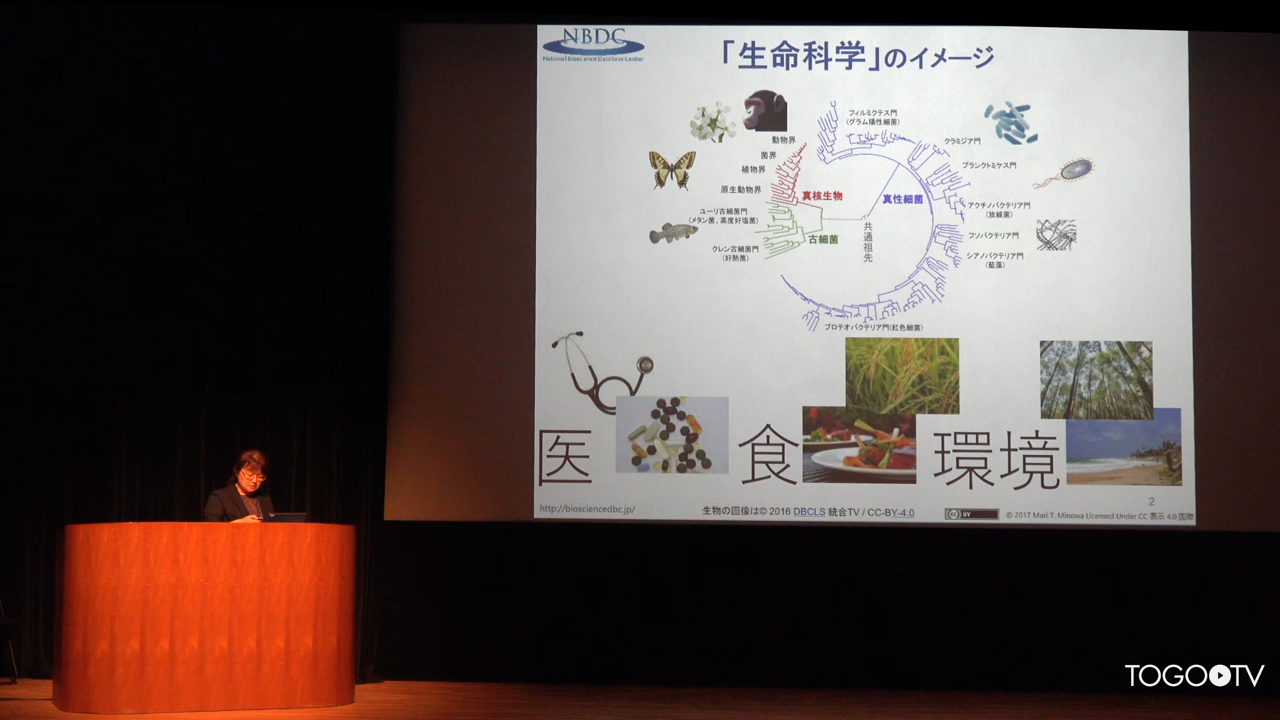 NBDC
National Bioscience Database Center
「生命科学」のイメージ
動物界
菌界
植物界
原生動物界
ユーリ古細菌門
(メタン菌、高度好塩菌)
クレン古細菌門
(好熱菌)
真核生物
古細菌
共通祖先
真性細菌
フィルミクテス門
(グラム陽性細菌)
クラミジア門
プランクトミケス門
アクチノバクテリア門
(放線菌)
フソバクテリア門
シアノバクテリア門
(藍藻)
プロテオバクテリア門(紅色細菌)
医
食
環境
2
http://biosciencedbc.jp/
生物の画像は© 2016 DBCLS 統合TV / CC-BY-4.0
cc BY
© 2017 Mari T. Minowa Licensed Under CC 表示 4.0 国際
TOGO TV